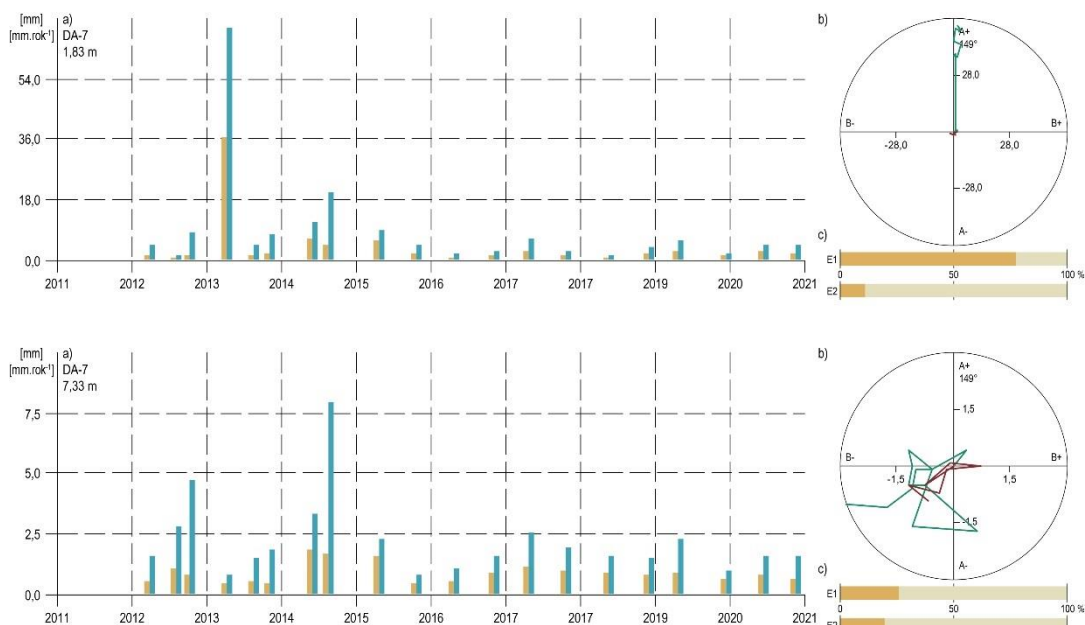 [mm]
[mm.rok⁻¹]
a)
DA-7
1,83 m
54,0
36,0
18,0
0,0
2011 2012 2013 2014 2015 2016 2017 2017 2019 2020 2021
b)
A+
149°
28,0
B- B+
-28,0 28,0
-28,0
A-
c)
E1
0 50 100 %
E2
[mm]
[mm.rok⁻¹]
a)
DA-7
7,33 m
7,5
5,0
2,5
0,0
2011 2012 2013 2014 2015 2016 2017 2017 2019 2020 2021
b)
A+
149°
1,5
B- B+
-1,5 1,5
-1,5
A-
c)
E1
0 50 100 %
E2